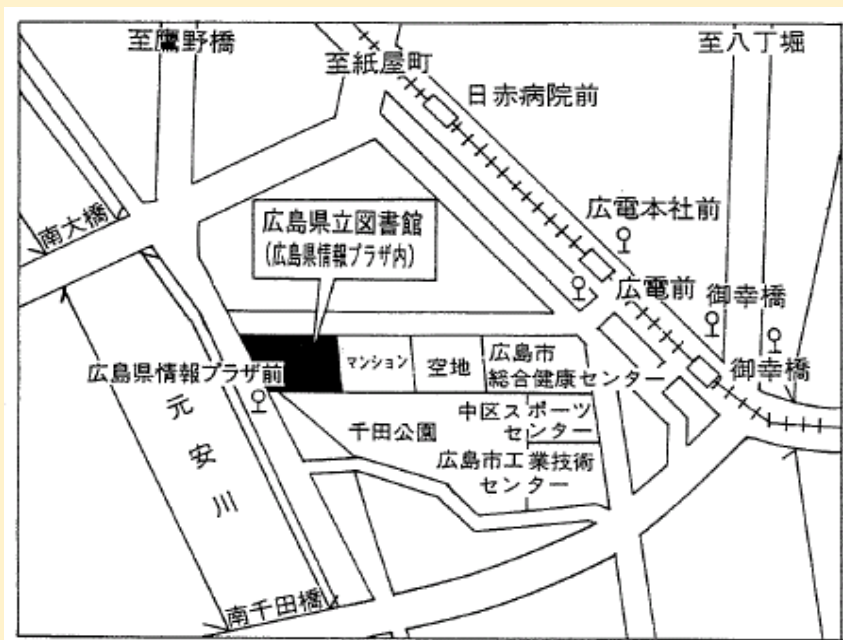 至鷹野橋
至紙屋町
至八丁堀
日赤病院前
南大橋
広島県立図書館
(広島県情報プラザ内)
広電本社前
広電前
御幸橋
御幸橋
広島県情報プラザ前
マンション
空地
広島市
総合健康センター
元安川
千田公園
中区スポーツ
センター
広島市工業技術
センター
南千田橋